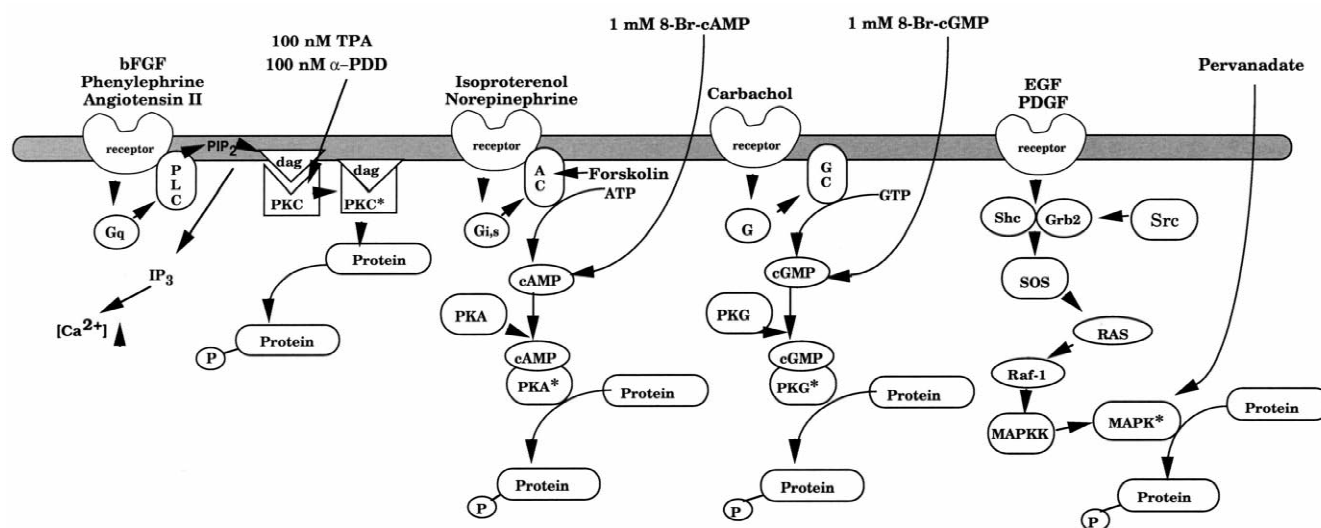 1 mM 8-Br-cAMP
1 mM 8-Br-cGMP
100 nM TPA
100 nM α-PDD
bFGF
Phenylephrine
Angiotensin II
Isoproterenol
Norepinephrine
Carbachol
EGF
PDGF
Pervanadate
receptor
PIP2
P
L
C
Gq
IP3
[Ca2+]
dag
PKC
dag
PKC*
Protein
Protein
P
receptor
A
C
Forskolin
ATP
Gi,s
cAMP
PKA
cAMP
PKA*
Protein
Protein
P
receptor
G
C
GTP
G
cGMP
PKG
cGMP
PKG*
Protein
Protein
P
receptor
Shc
Grb2
Src
SOS
RAS
Raf-1
MAPKK
MAPK*
Protein
Protein
P